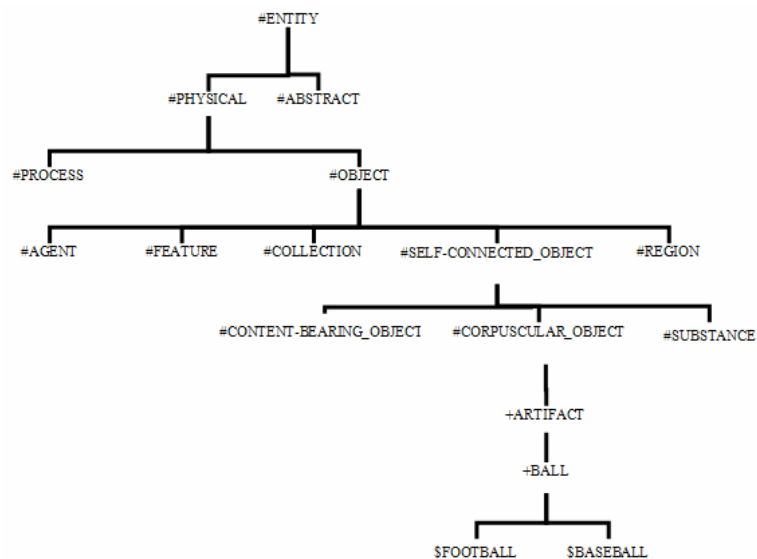 #ENTITY
#PHYSICAL #ABSTRACT
#PROCESS #OBJECT
#AGENT #FEATURE #COLLECTION #SELF-CONNECTED_OBJECT #REGION
#CONTENT-BEARING_OBJECT #CORPUSCULAR_OBJECT #SUBSTANCE
+ARTIFACT
+BALL
$FOOTBALL $BASEBALL